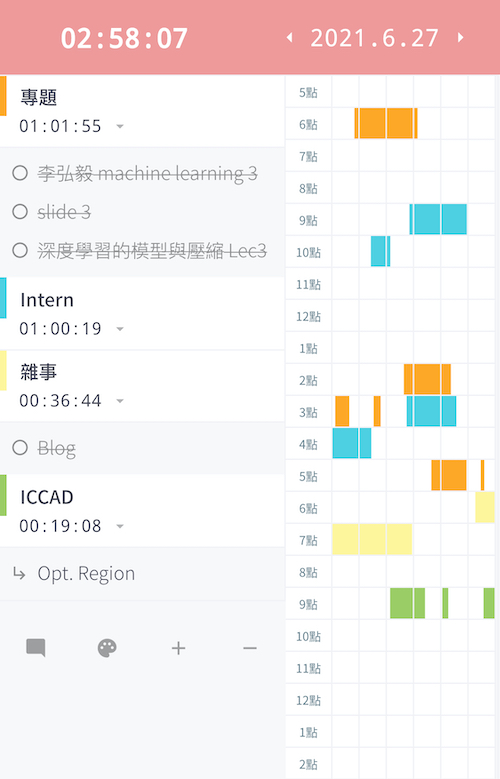 02:58:07
2021.6.27
專題
01:01:55
李弘毅 machine learning 3
slide 3
深度學習的模型與壓縮 Lec3
Intern
01:00:19
雜事
00:36:44
Blog
ICCAD
00:19:08
Opt. Region
5點
6點
7點
8點
9點
10點
11點
12點
1點
2點
3點
4點
5點
6點
7點
8點
9點
10點
11點
12點
1點
2點